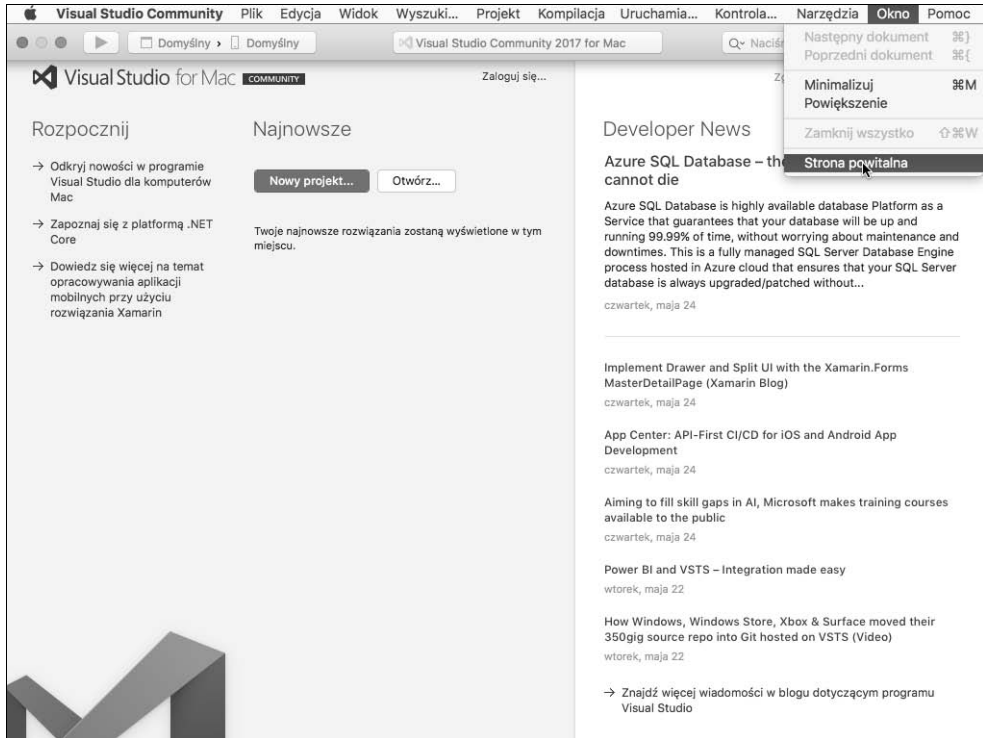 Visual Studio Community Plik Edycja Widok Wyszuki... Projekt Kompilacja Uruchamia... Kontrola... Narzędzia Okno Pomoc
Domyślny › Domyślny
Visual Studio Community 2017 for Mac
Następny dokument ⌘}
Poprzedni dokument ⌘{
Minimalizuj ⌘M
Powiększenie
Zamknij wszystko ⇧⌘W
Strona powitalna
Visual Studio for Mac COMMUNITY
Zaloguj się...
Rozpocznij
→ Odkryj nowości w programie
Visual Studio dla komputerów
Mac
→ Zapoznaj się z platformą .NET
Core
→ Dowiedz się więcej na temat
opracowywania aplikacji
mobilnych przy użyciu
rozwiązania Xamarin
Najnowsze
Nowy projekt... Otwórz...
Twoje najnowsze rozwiązania zostaną wyświetlone w tym
miejscu.
Developer News
Azure SQL Database –
cannot die
Azure SQL Database is highly available database Platform as a
Service that guarantees that your database will be up and
running 99.99% of time, without worrying about maintenance and
downtimes. This is a fully managed SQL Server Database Engine
process hosted in Azure cloud that ensures that your SQL Server
database is always upgraded/patched without...
czwartek, maja 24
Implement Drawer and Split UI with the Xamarin.Forms
MasterDetailPage (Xamarin Blog)
czwartek, maja 24
App Center: API-First CI/CD for iOS and Android App
Development
czwartek, maja 24
Aiming to fill skill gaps in AI, Microsoft makes training courses
available to the public
czwartek, maja 24
Power BI and VSTS – Integration made easy
wtorek, maja 22
How Windows, Windows Store, Xbox & Surface moved their
350gig source repo into Git hosted on VSTS (Video)
wtorek, maja 22
→ Znajdź więcej wiadomości w blogu dotyczącym programu
Visual Studio